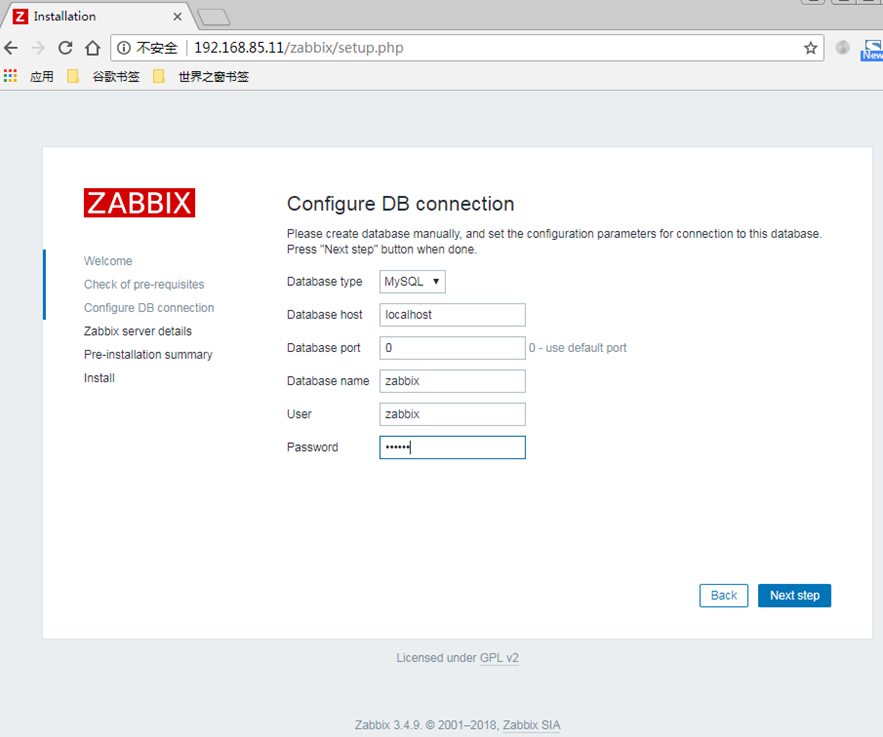 Installation
不安全 192.168.85.11/zabbix/setup.php
New
应用 谷歌书签 世界之窗书签
ZABBIX
Welcome
Check of pre-requisites
Configure DB connection
Zabbix server details
Pre-installation summary
Install
Configure DB connection
Please create database manually, and set the configuration parameters for connection to this database.
Press "Next step" button when done.
Database type MySQL
Database host localhost
Database port 0 0 - use default port
Database name zabbix
User zabbix
Password ••••••
Back Next step
Licensed under GPL v2
Zabbix 3.4.9. © 2001–2018, Zabbix SIA